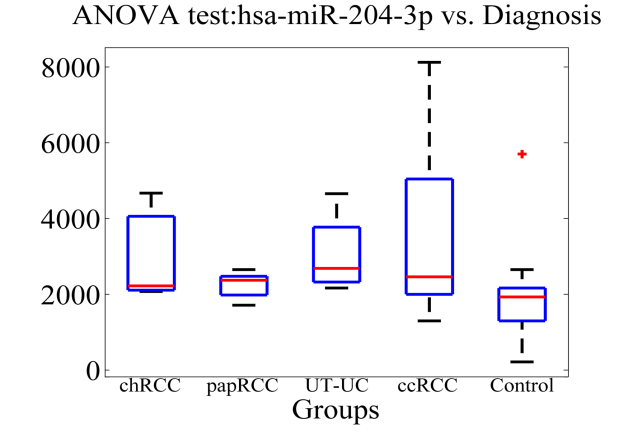 ANOVA test:hsa-miR-204-3p vs. Diagnosis
8000
6000
4000
2000
0
chRCC papRCC UT-UC ccRCC Control
Groups